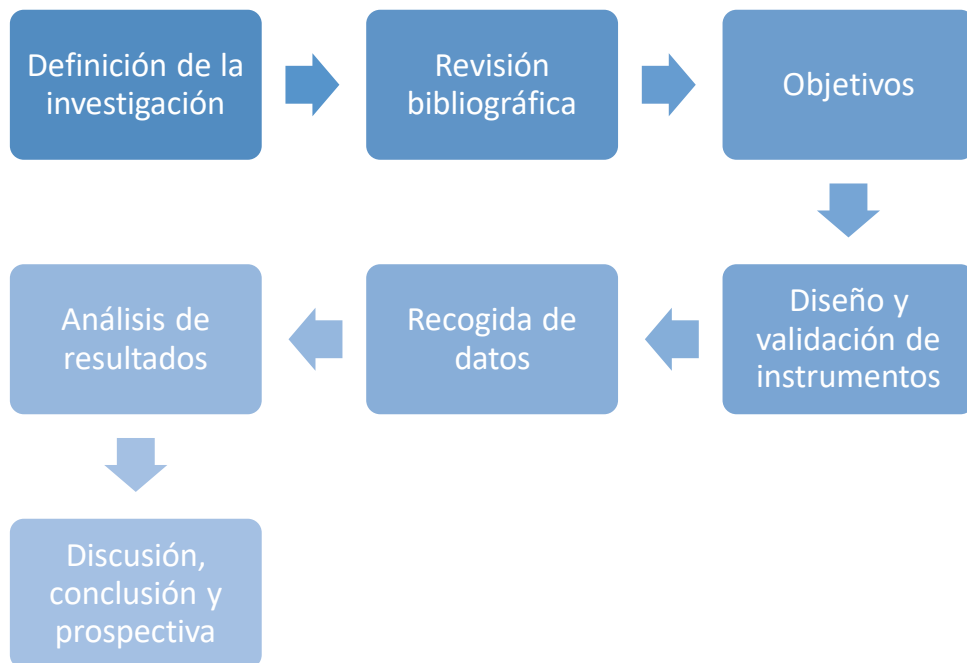 Definición de la
investigación
Revisión
bibliográfica
Objetivos
Diseño y
validación de
instrumentos
Recogida de
datos
Análisis de
resultados
Discusión,
conclusión y
prospectiva